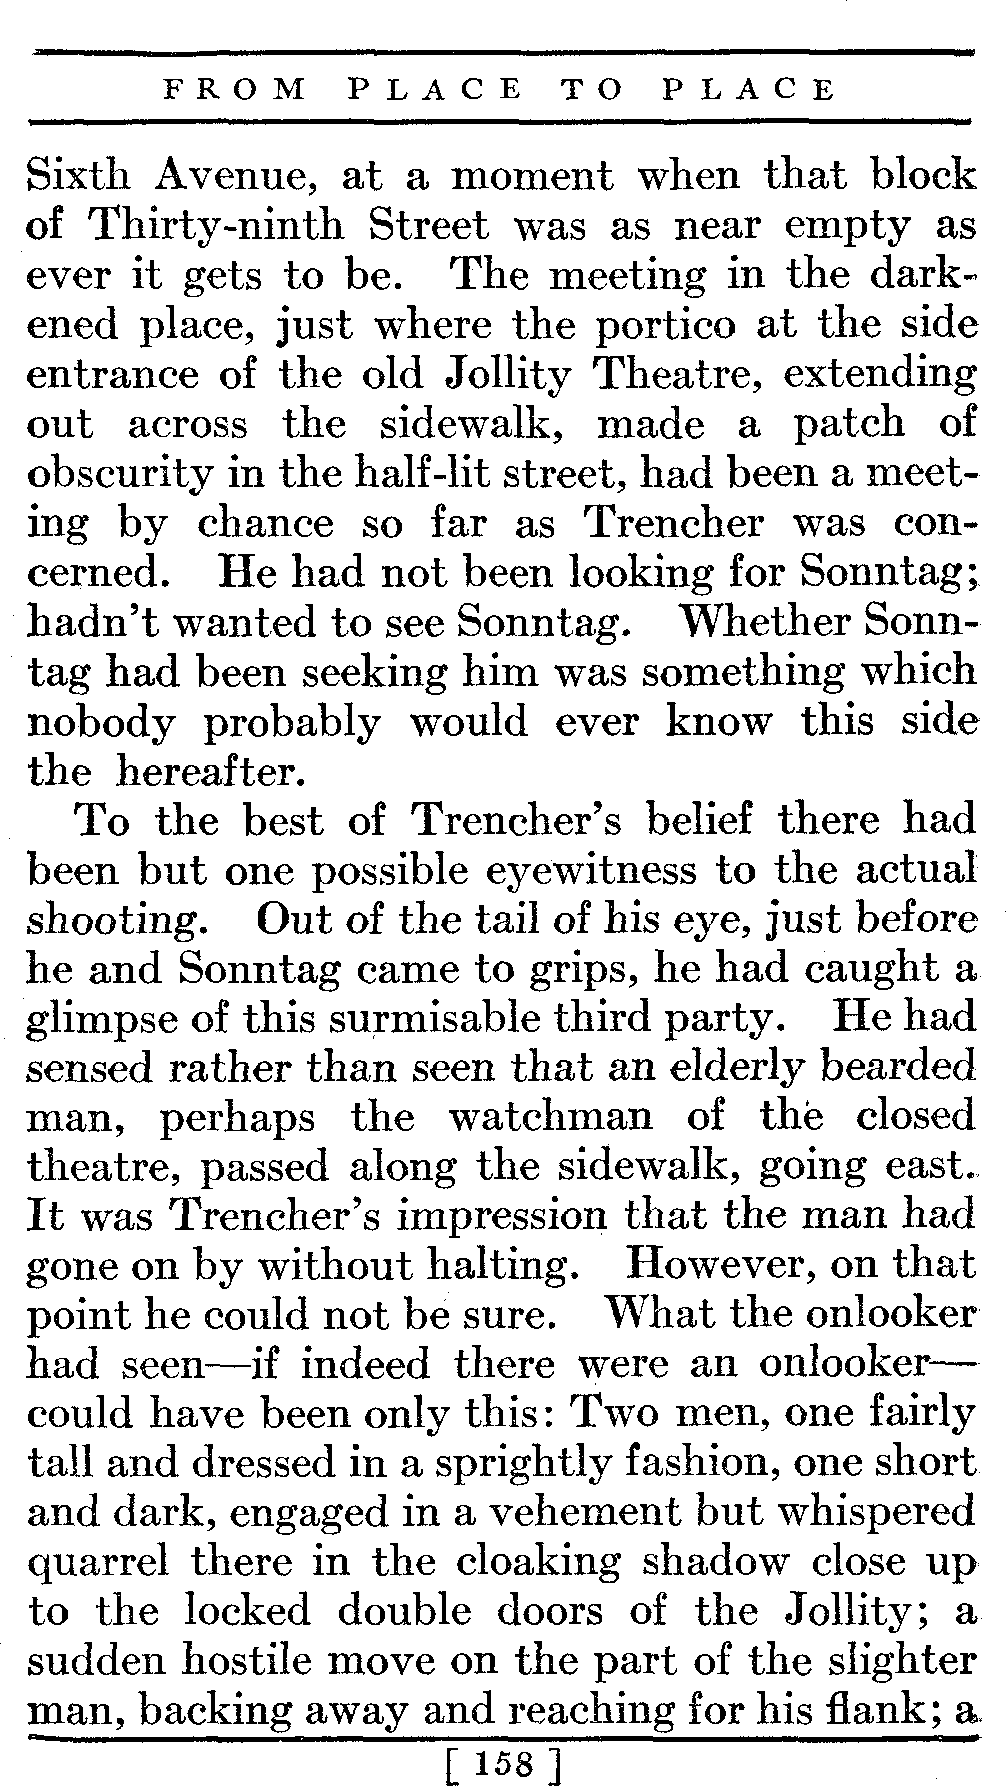 FROM PLACE TO PLACE
Sixth Avenue, at a moment when that block
of Thirty-ninth Street was as near empty as
ever it gets to be. The meeting in the dark-
ened place, just where the portico at the side
entrance of the old Jollity Theatre, extending
out across the sidewalk, made a patch of
obscurity in the half-lit street, had been a meet-
ing by chance so far as Trencher was con-
cerned. He had not been looking for Sonntag;
hadn't wanted to see Sonntag. Whether Sonn-
tag had been seeking him was something which
nobody probably would ever know this side
the hereafter.
To the best of Trencher's belief there had
been but one possible eyewitness to the actual
shooting. Out of the tail of his eye, just before
he and Sonntag came to grips, he had caught a
glimpse of this surmisable third party. He had
sensed rather than seen that an elderly bearded
man, perhaps the watchman of the closed
theatre, passed along the sidewalk, going east.
It was Trencher's impression that the man had
gone on by without halting. However, on that
point he could not be sure. What the onlooker
had seen—if indeed there were an onlooker—
could have been only this: Two men, one fairly
tall and dressed in a sprightly fashion, one short
and dark, engaged in a vehement but whispered
quarrel there in the cloaking shadow close up
to the locked double doors of the Jollity; a
sudden hostile move on the part of the slighter
man, backing away and reaching for his flank; a
[ 158 ]